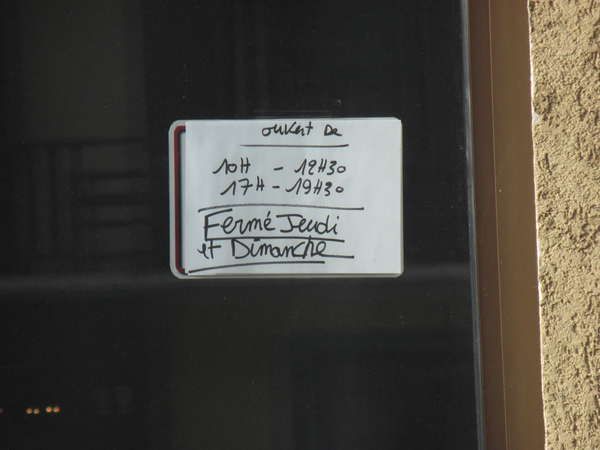 ouvert De
10H - 12H30
17H - 19H30
Fermé Jeudi
et Dimanche